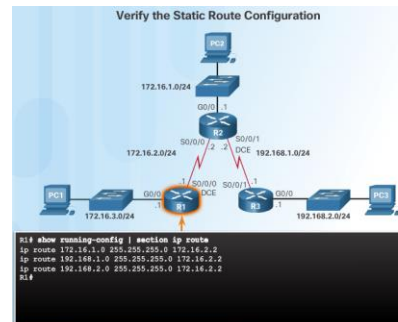 Verify the Static Route Configuration
PC2
172.16.1.0/24
G0/0 .1
R2
S0/0/0 .2 .2 S0/0/1
DCE
172.16.2.0/24 192.168.1.0/24
PC1 G0/0 .1 .1 S0/0/0 DCE S0/0/1 .1 G0/0 .1 PC3
R1 R3
172.16.3.0/24 192.168.2.0/24
R1# show running-config | section ip route
ip route 172.16.1.0 255.255.255.0 172.16.2.2
ip route 192.168.1.0 255.255.255.0 172.16.2.2
ip route 192.168.2.0 255.255.255.0 172.16.2.2
R1#